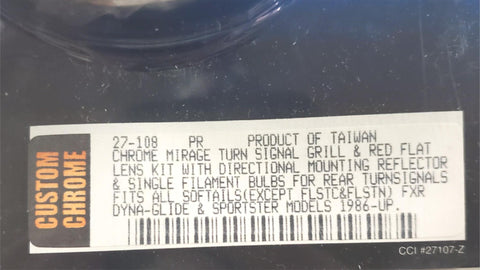 CUSTOM
CHROME
27-108 PR PRODUCT OF TAIWAN
CHROME MIRAGE TURN SIGNAL GRILL & RED FLAT
LENS KIT WITH DIRECTIONAL MOUNTING REFLECTOR
& SINGLE FILAMENT BULBS FOR REAR TURNSIGNALS
FITS ALL SOFTAILS(EXCEPT FLSTC&FLSTN) FXR
DYNA-GLIDE & SPORTSTER MODELS 1986-UP.
CCI #27107-Z